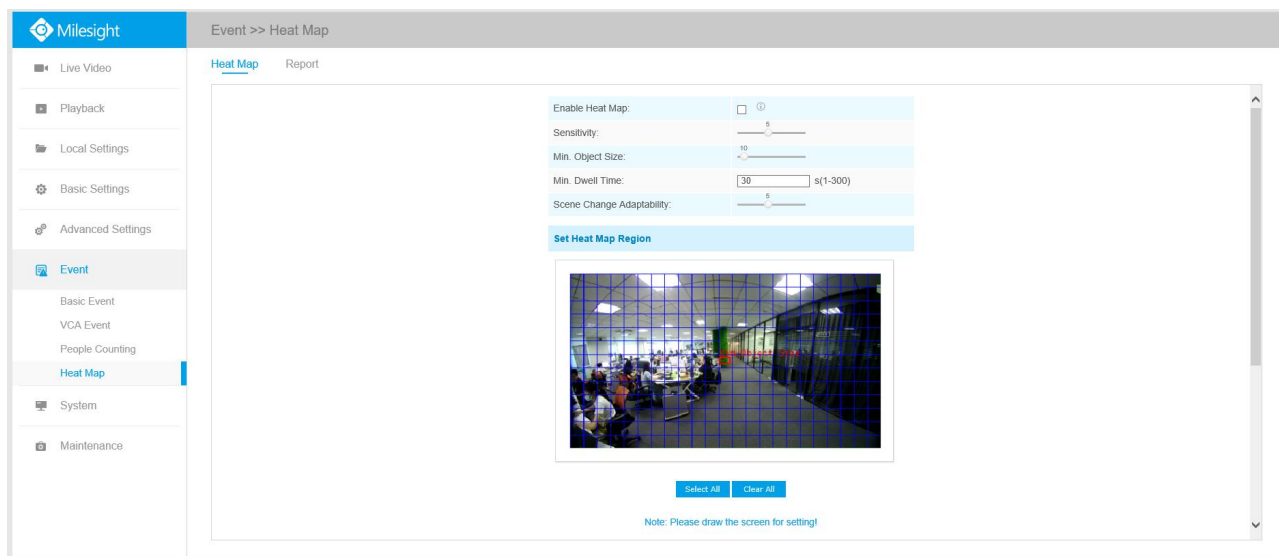 Milesight
Event >> Heat Map
Live Video
Playback
Local Settings
Basic Settings
Advanced Settings
Event
Basic Event
VCA Event
People Counting
Heat Map
System
Maintenance
Heat Map Report
Enable Heat Map:
Sensitivity: 5
Min. Object Size: 10
Min. Dwell Time: 30 s(1-300)
Scene Change Adaptability: 5
Set Heat Map Region
Object Size
Select All Clear All
Note: Please draw the screen for setting!